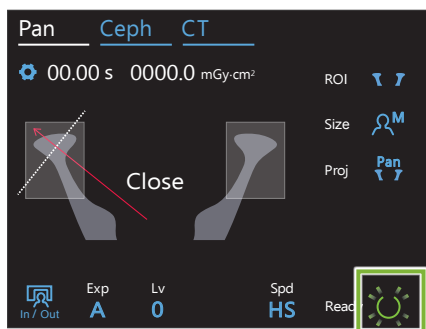 Pan Ceph CT
00.00 s 0000.0 mGy·cm²
ROI
Size M
Close
Proj Pan
Exp Lv Spd
In / Out A 0 HS
Ready